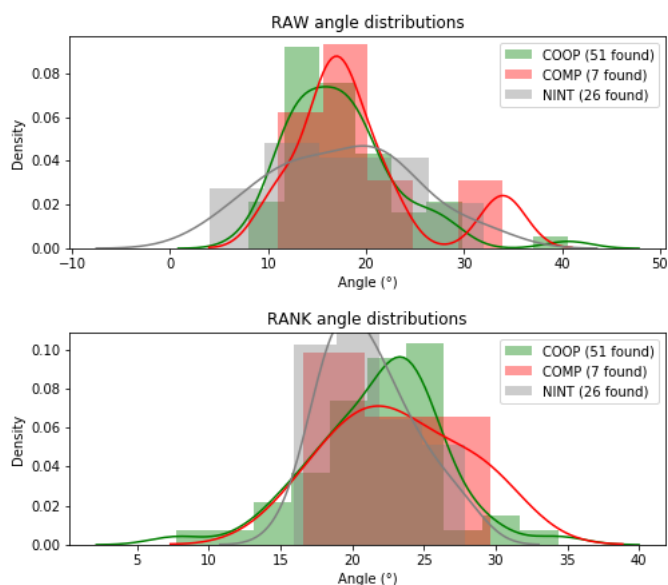 RAW angle distributions
COOP (51 found)
COMP (7 found)
NINT (26 found)
Density
0.08
0.06
0.04
0.02
0.00
−10
0
10
20
30
40
50
Angle (°)
RANK angle distributions
COOP (51 found)
COMP (7 found)
NINT (26 found)
Density
0.10
0.08
0.06
0.04
0.02
0.00
5
10
15
20
25
30
35
40
Angle (°)